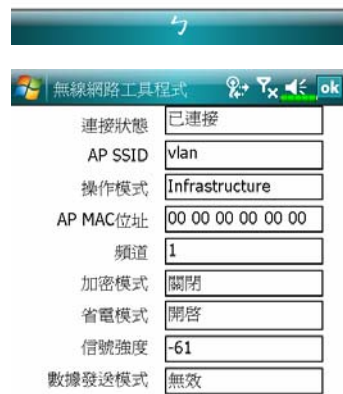 ㄅ
無線網路工具程式 ok
連接狀態 已連接
AP SSID vlan
操作模式 Infrastructure
AP MAC位址 00 00 00 00 00 00
頻道 1
加密模式 關閉
省電模式 開啓
信號強度 -61
數據發送模式 無效